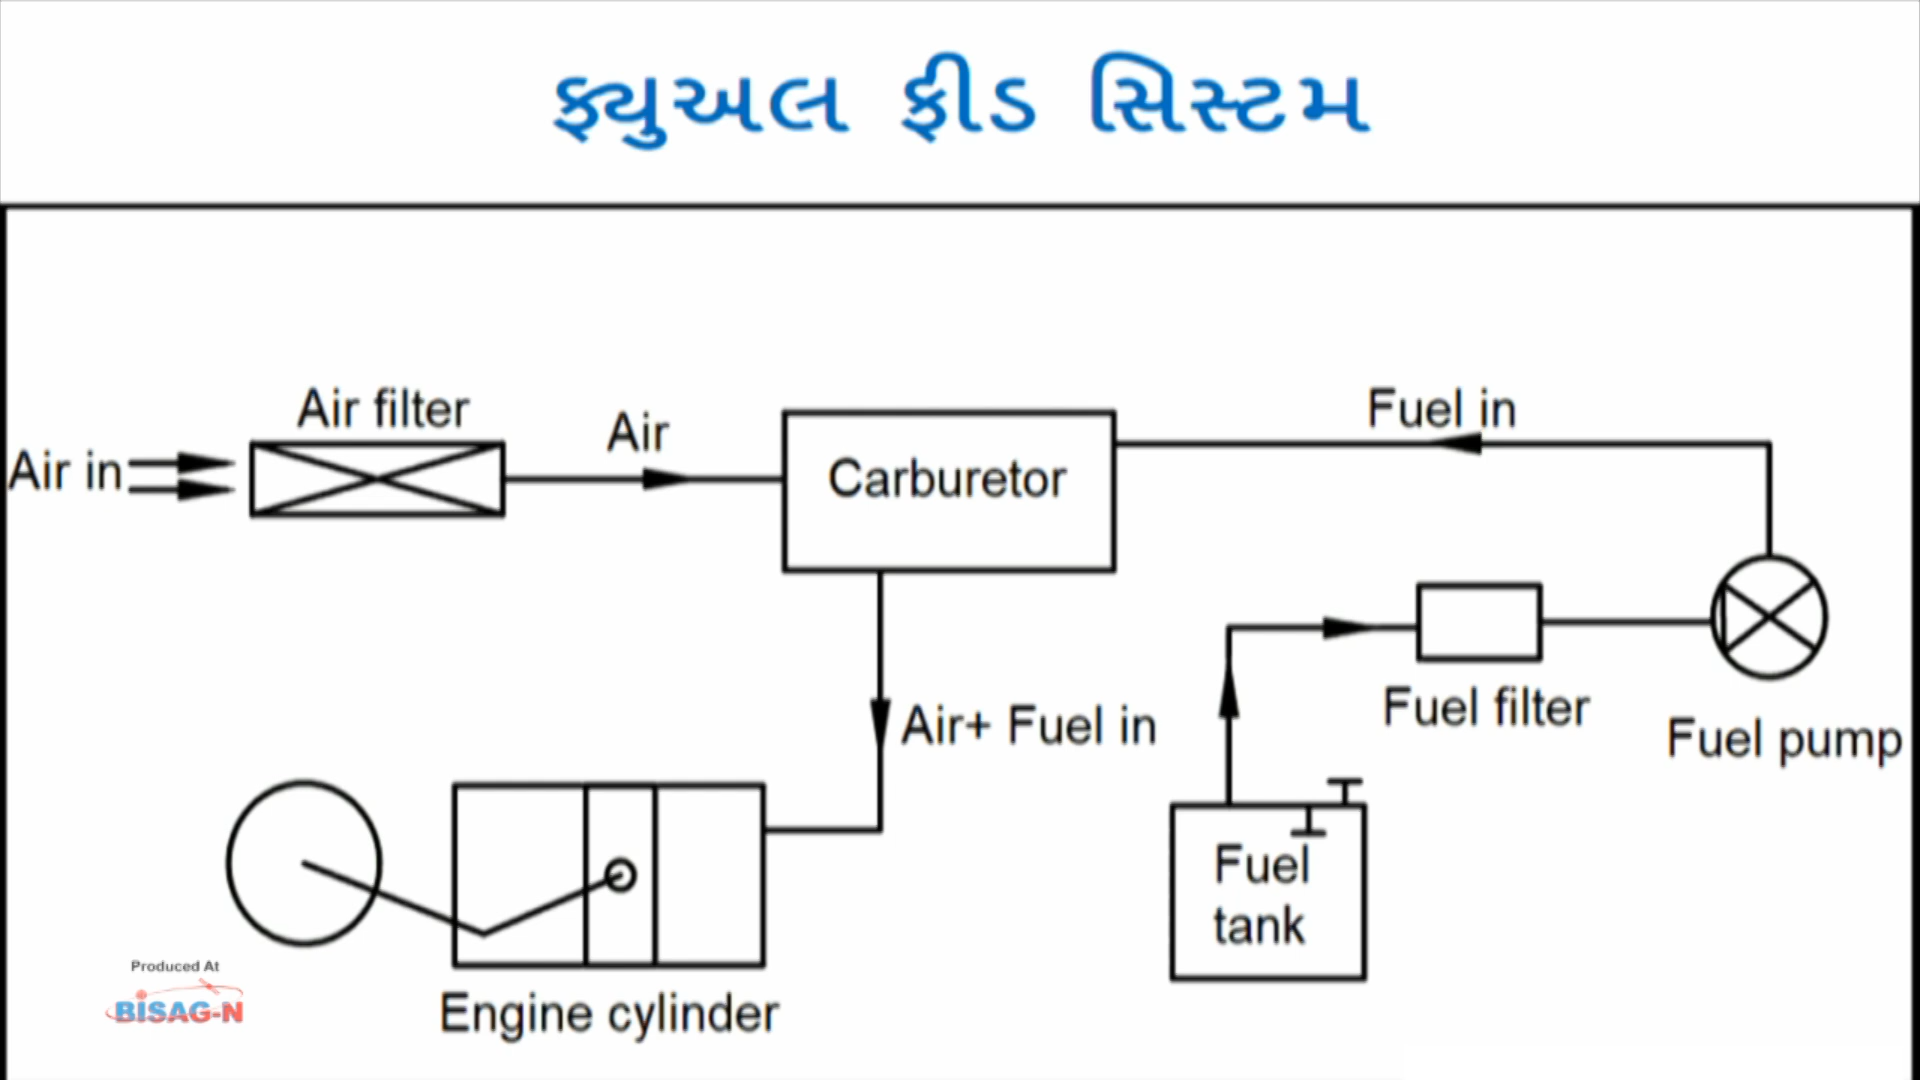 ફ્યુઅલ ફીડ સિસ્ટમ
Air filter
Air
Fuel in
Air in
Carburetor
Fuel filter
Air+ Fuel in
Fuel pump
Fuel
tank
Engine cylinder
Produced At
BISAG-N